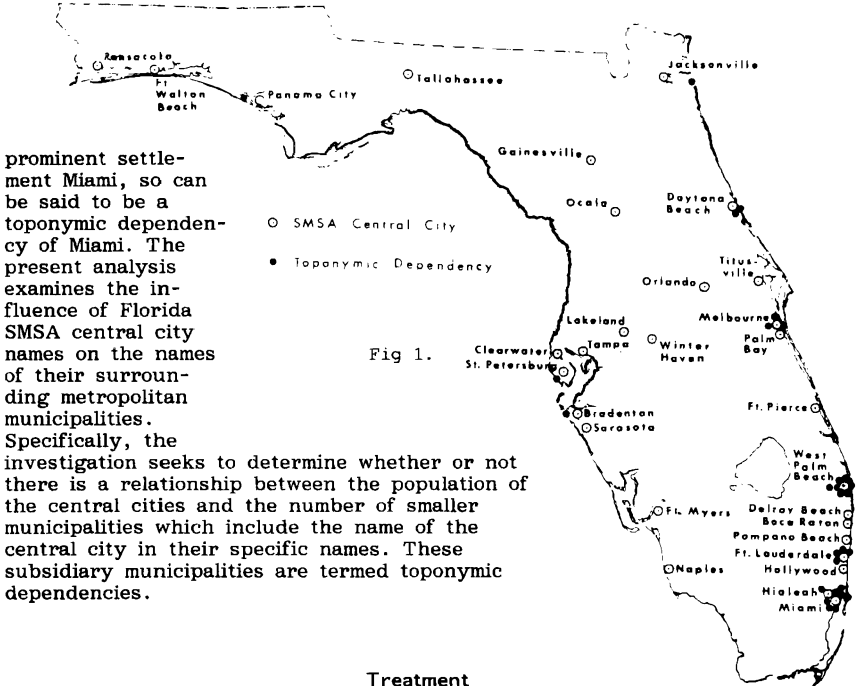 Pensacola
Ft.
Walton
Beach
Panama City
Tallahassee
Jacksonville
Gainesville
Ocala
Daytona
Beach
Titus-
ville
Orlando
Melbourne
Palm
Bay
Lakeland
Tampa
Winter
Haven
Clearwater
St. Petersburg
Bradenton
Sarasota
Ft. Pierce
West
Palm
Beach
Ft. Myers
Delray Beach
Boca Raton
Pompano Beach
Ft. Lauderdale
Hollywood
Naples
Hialeah
Miami
SMSA Central City
Toponymic Dependency
Fig 1.
prominent settle-
ment Miami, so can
be said to be a
toponymic dependen-
cy of Miami. The
present analysis
examines the in-
fluence of Florida
SMSA central city
names on the names
of their surroun-
ding metropolitan
municipalities.
Specifically, the
investigation seeks to determine whether or not
there is a relationship between the population of
the central cities and the number of smaller
municipalities which include the name of the
central city in their specific names. These
subsidiary municipalities are termed toponymic
dependencies.
Treatment